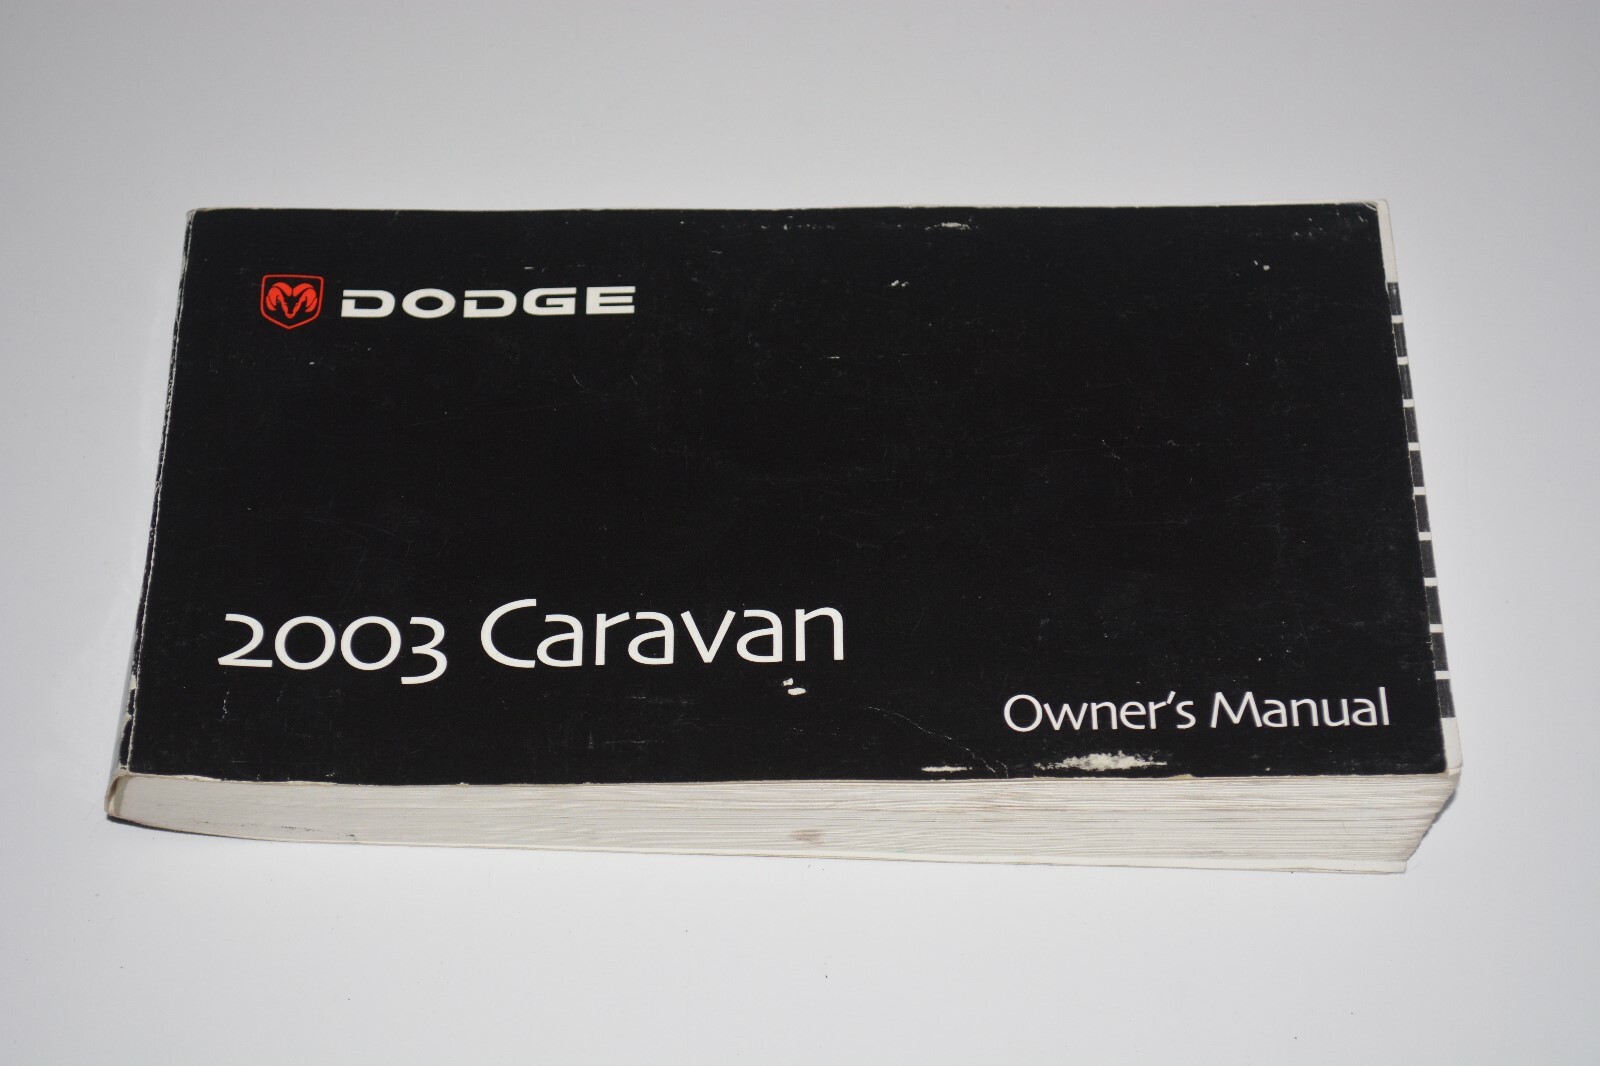 DODGE
2003 Caravan
Owner's Manual